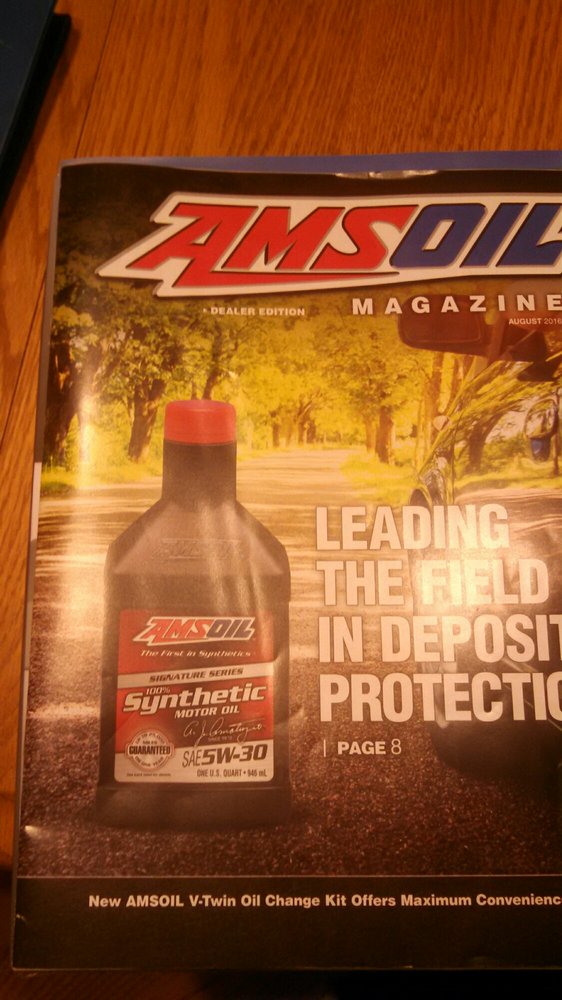 AMSOIL
MAGAZINE
DEALER EDITION
AUGUST 2016
LEADING
THE FIELD
IN DEPOSIT
PROTECTIO
| PAGE 8
AMSOIL
The First in Synthetics
SIGNATURE SERIES
100%
Synthetic
MOTOR OIL
GUARANTEED
SAE 5W-30
ONE U.S. QUART • 946 mL
New AMSOIL V-Twin Oil Change Kit Offers Maximum Convenienc